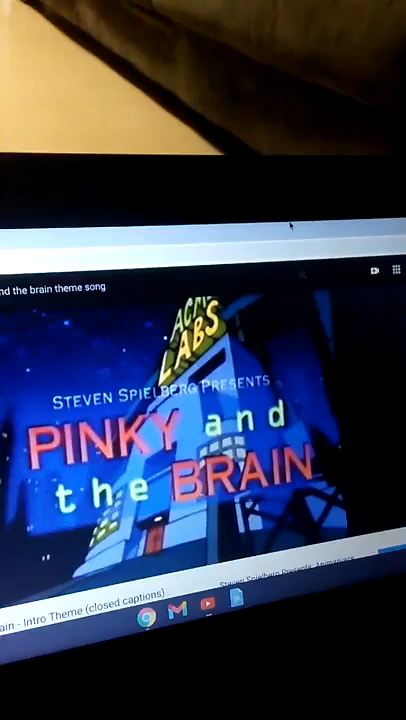 nd the brain theme song
ACME
LABS
STEVEN SPIELBERG PRESENTS
PINKY and
the BRAIN
Steven Spielberg Presents: Animaniacs
ain - Intro Theme (closed captions)